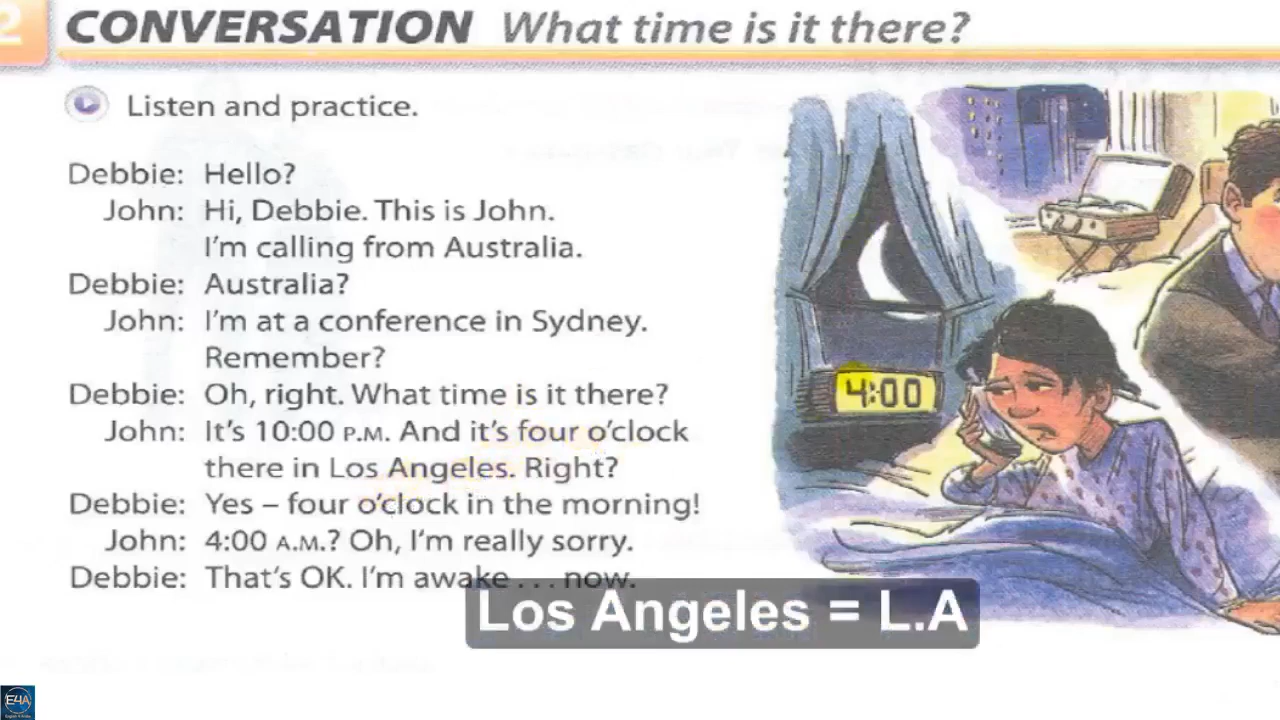 2 CONVERSATION What time is it there?
Listen and practice.
Debbie: Hello?
John: Hi, Debbie. This is John.
I'm calling from Australia.
Debbie: Australia?
John: I'm at a conference in Sydney.
Remember?
Debbie: Oh, right. What time is it there?
John: It's 10:00 P.M. And it's four o'clock
there in Los Angeles. Right?
Debbie: Yes – four o'clock in the morning!
John: 4:00 A.M.? Oh, I'm really sorry.
Debbie: That's OK. I'm awake . . . now.
4:00
Los Angeles = L.A
E4A